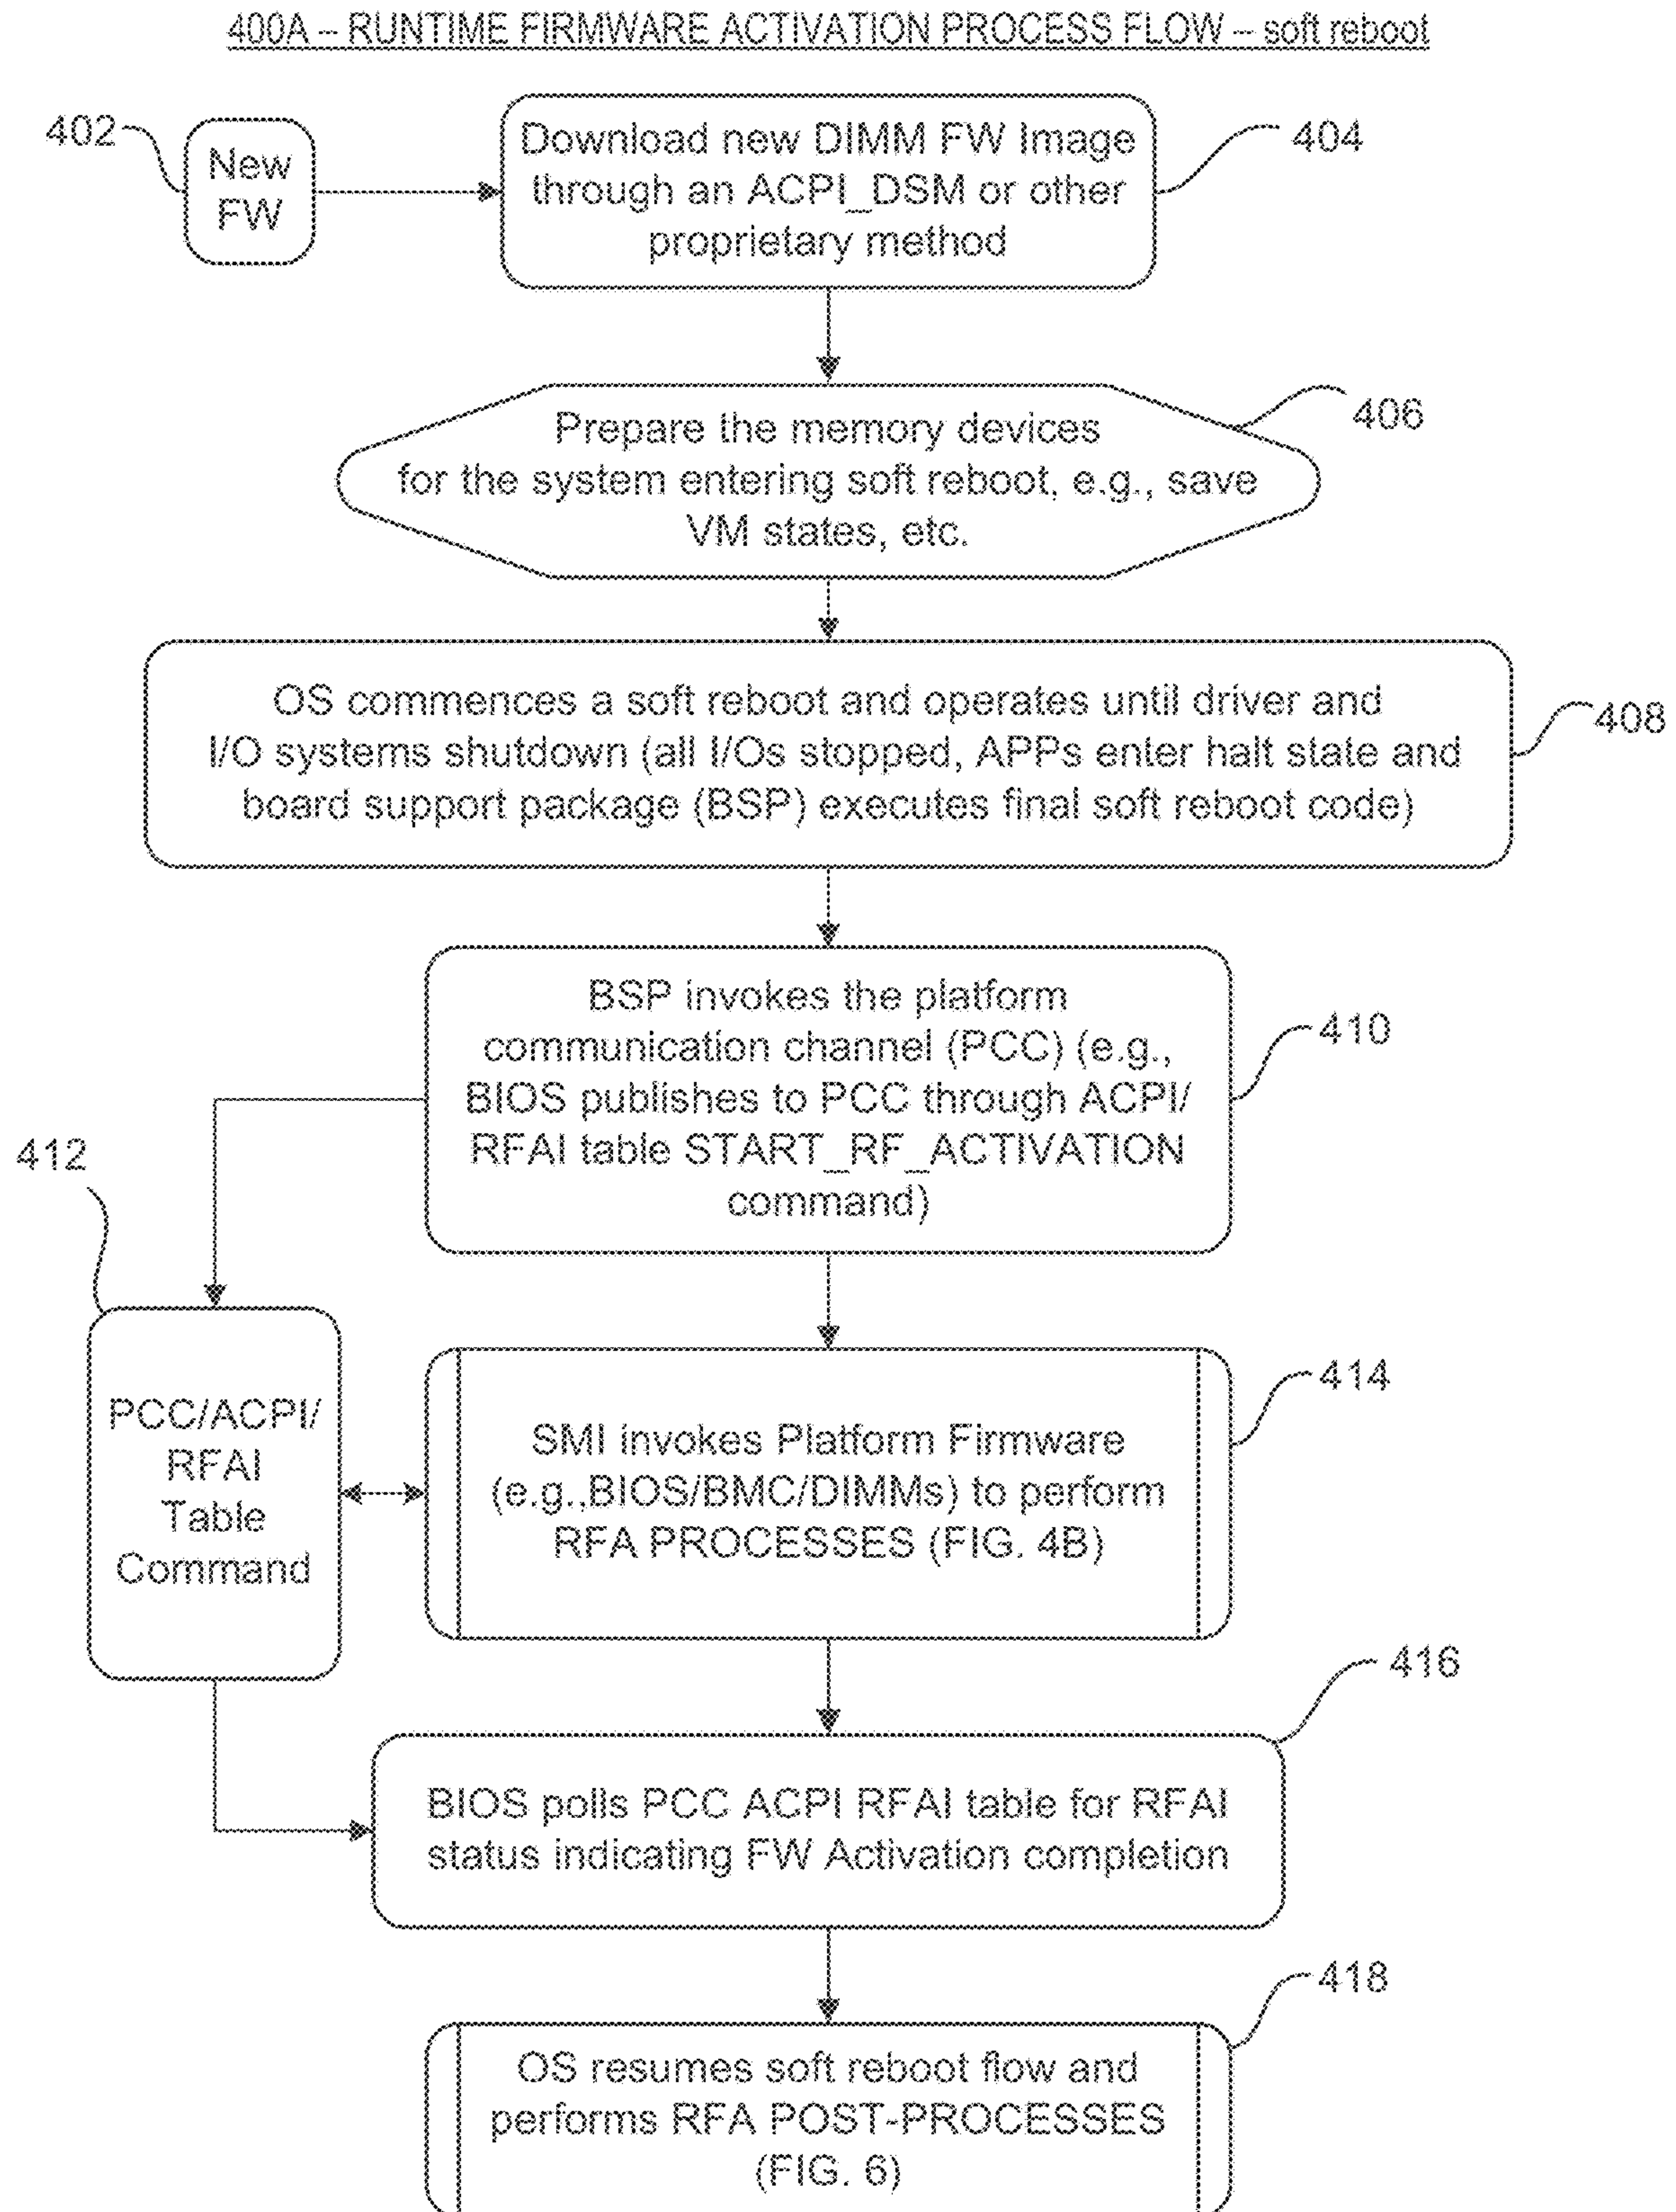 400A -- RUNTIME FIRMWARE ACTIVATION PROCESS FLOW -- soft reboot
402
New
FW
Download new DIMM FW Image
through an ACPI_DSM or other
proprietary method
404
Prepare the memory devices
for the system entering soft reboot, e.g., save
VM states, etc.
406
OS commences a soft reboot and operates until driver and
I/O systems shutdown (all I/Os stopped, APPs enter halt state and
board support package (BSP) executes final soft reboot code)
408
BSP invokes the platform
communication channel (PCC) (e.g.,
BIOS publishes to PCC through ACPI/
RFAI table START_RF_ACTIVATION
command)
410
412
PCC/ACPI/
RFAI
Table
Command
SMI invokes Platform Firmware
(e.g.,BIOS/BMC/DIMMs) to perform
RFA PROCESSES (FIG. 4B)
414
BIOS polls PCC ACPI RFAI table for RFAI
status indicating FW Activation completion
416
OS resumes soft reboot flow and
performs RFA POST-PROCESSES
(FIG. 6)
418